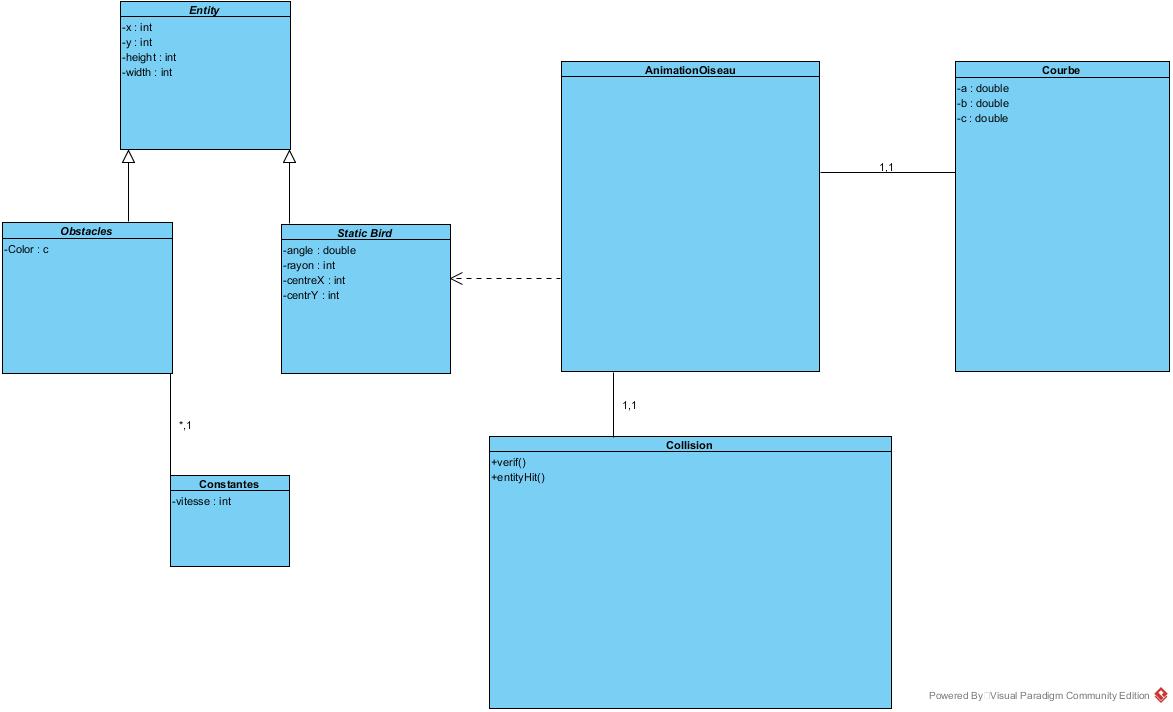 Entity
-x : int
-y : int
-height : int
-width : int
Obstacles
-Color : c
Static Bird
-angle : double
-rayon : int
-centreX : int
-centrY : int
AnimationOiseau
Courbe
-a : double
-b : double
-c : double
1,1
1,1
*,1
Constantes
-vitesse : int
Collision
+verif()
+entityHit()
Powered By Visual Paradigm Community Edition